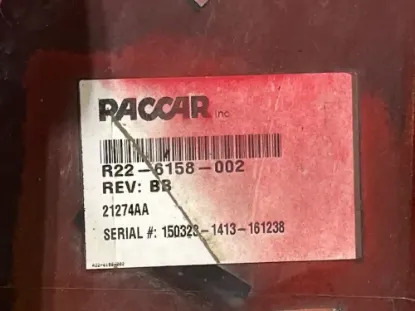 PACCAR inc
R22-6158-002
REV: BB
21274AA
SERIAL #: 150323-1413-161238